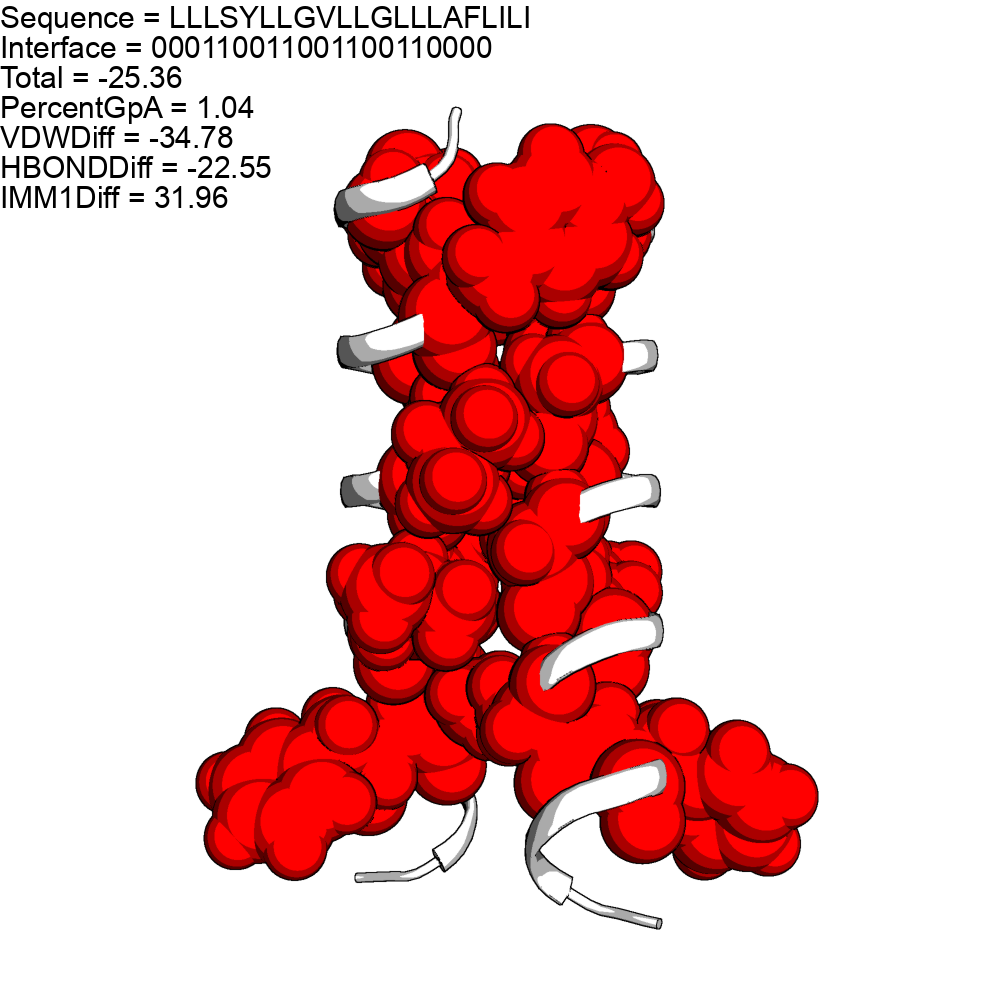 Sequence = LLLSYLLGVLLGLLLAFLILI
Interface = 000110011001100110000
Total = -25.36
PercentGpA = 1.04
VDWDiff = -34.78
HBONDDiff = -22.55
IMM1Diff = 31.96